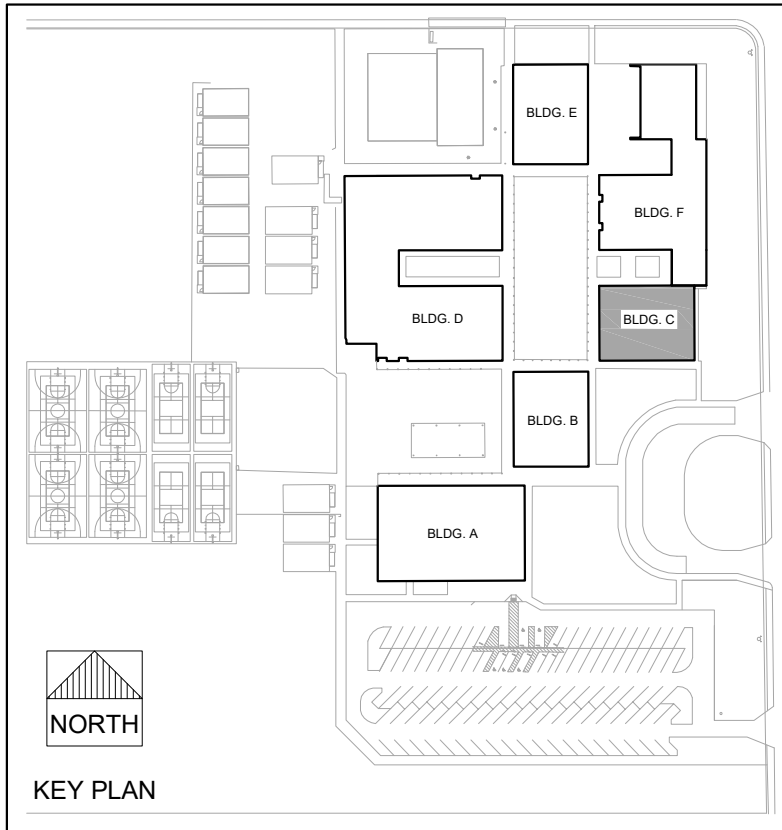 BLDG. E
BLDG. F
BLDG. D
BLDG. C
BLDG. B
BLDG. A
NORTH
KEY PLAN